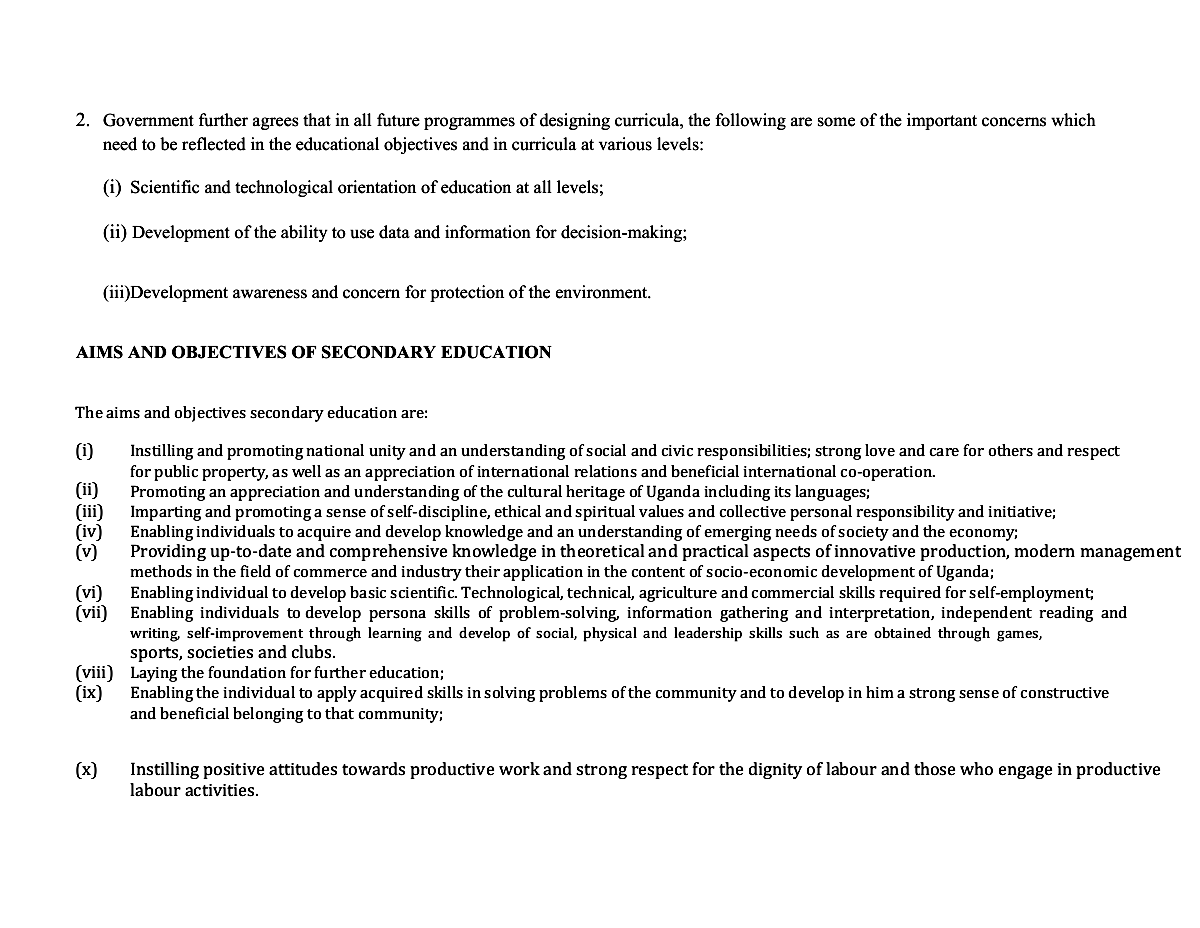 2. Government further agrees that in all future programmes of designing curricula, the following are some of the important concerns which
need to be reflected in the educational objectives and in curricula at various levels:
(i) Scientific and technological orientation of education at all levels;
(ii) Development of the ability to use data and information for decision-making;
(iii)Development awareness and concern for protection of the environment.
AIMS AND OBJECTIVES OF SECONDARY EDUCATION
The aims and objectives secondary education are:
(i) Instilling and promoting national unity and an understanding of social and civic responsibilities; strong love and care for others and respect
for public property, as well as an appreciation of international relations and beneficial international co-operation.
(ii) Promoting an appreciation and understanding of the cultural heritage of Uganda including its languages;
(iii) Imparting and promoting a sense of self-discipline, ethical and spiritual values and collective personal responsibility and initiative;
(iv) Enabling individuals to acquire and develop knowledge and an understanding of emerging needs of society and the economy;
(v) Providing up-to-date and comprehensive knowledge in theoretical and practical aspects of innovative production, modern management
methods in the field of commerce and industry their application in the content of socio-economic development of Uganda;
(vi) Enabling individual to develop basic scientific. Technological, technical, agriculture and commercial skills required for self-employment;
(vii) Enabling individuals to develop persona skills of problem-solving, information gathering and interpretation, independent reading and
writing, self-improvement through learning and develop of social, physical and leadership skills such as are obtained through games,
sports, societies and clubs.
(viii) Laying the foundation for further education;
(ix) Enabling the individual to apply acquired skills in solving problems of the community and to develop in him a strong sense of constructive
and beneficial belonging to that community;
(x) Instilling positive attitudes towards productive work and strong respect for the dignity of labour and those who engage in productive
labour activities.